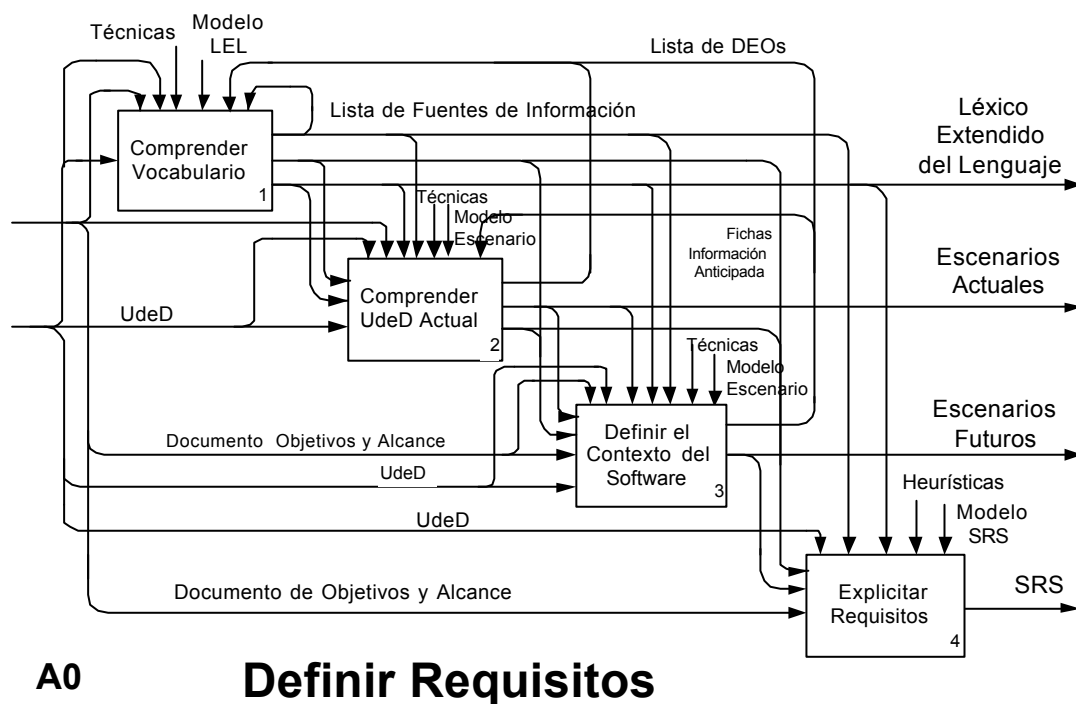 Técnicas
Modelo
LEL
Lista de DEOs
Lista de Fuentes de Información
Léxico
Extendido
del Lenguaje
Comprender
Vocabulario
1
Técnicas
Modelo
Escenario
Fichas
Información
Anticipada
Escenarios
Actuales
Comprender
UdeD Actual
2
UdeD
Técnicas
Modelo
Escenario
Escenarios
Futuros
Definir el
Contexto del
Software
3
Documento Objetivos y Alcance
UdeD
Heurísticas
Modelo
SRS
UdeD
Explicitar
Requisitos
4
SRS
Documento de Objetivos y Alcance
A0
Definir Requisitos